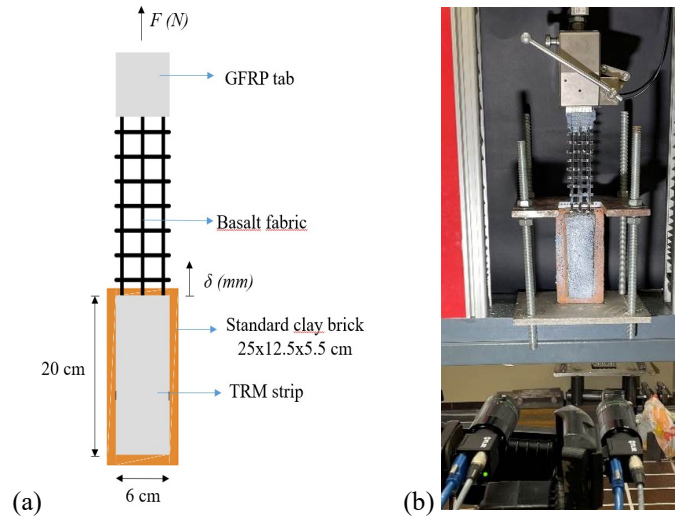 F (N)
GFRP tab
Basalt fabric
δ (mm)
Standard clay brick
25x12.5x5.5 cm
20 cm
TRM strip
6 cm
(a)
(b)